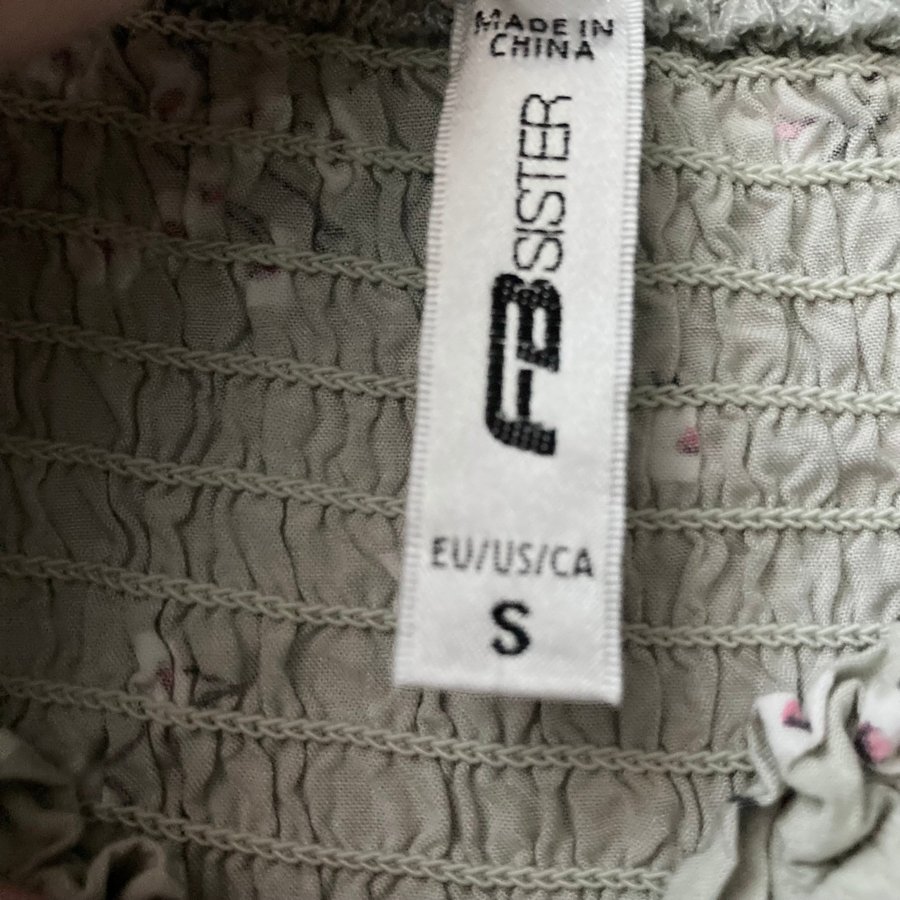 MADE IN
CHINA
FB SISTER
EU/US/CA
S